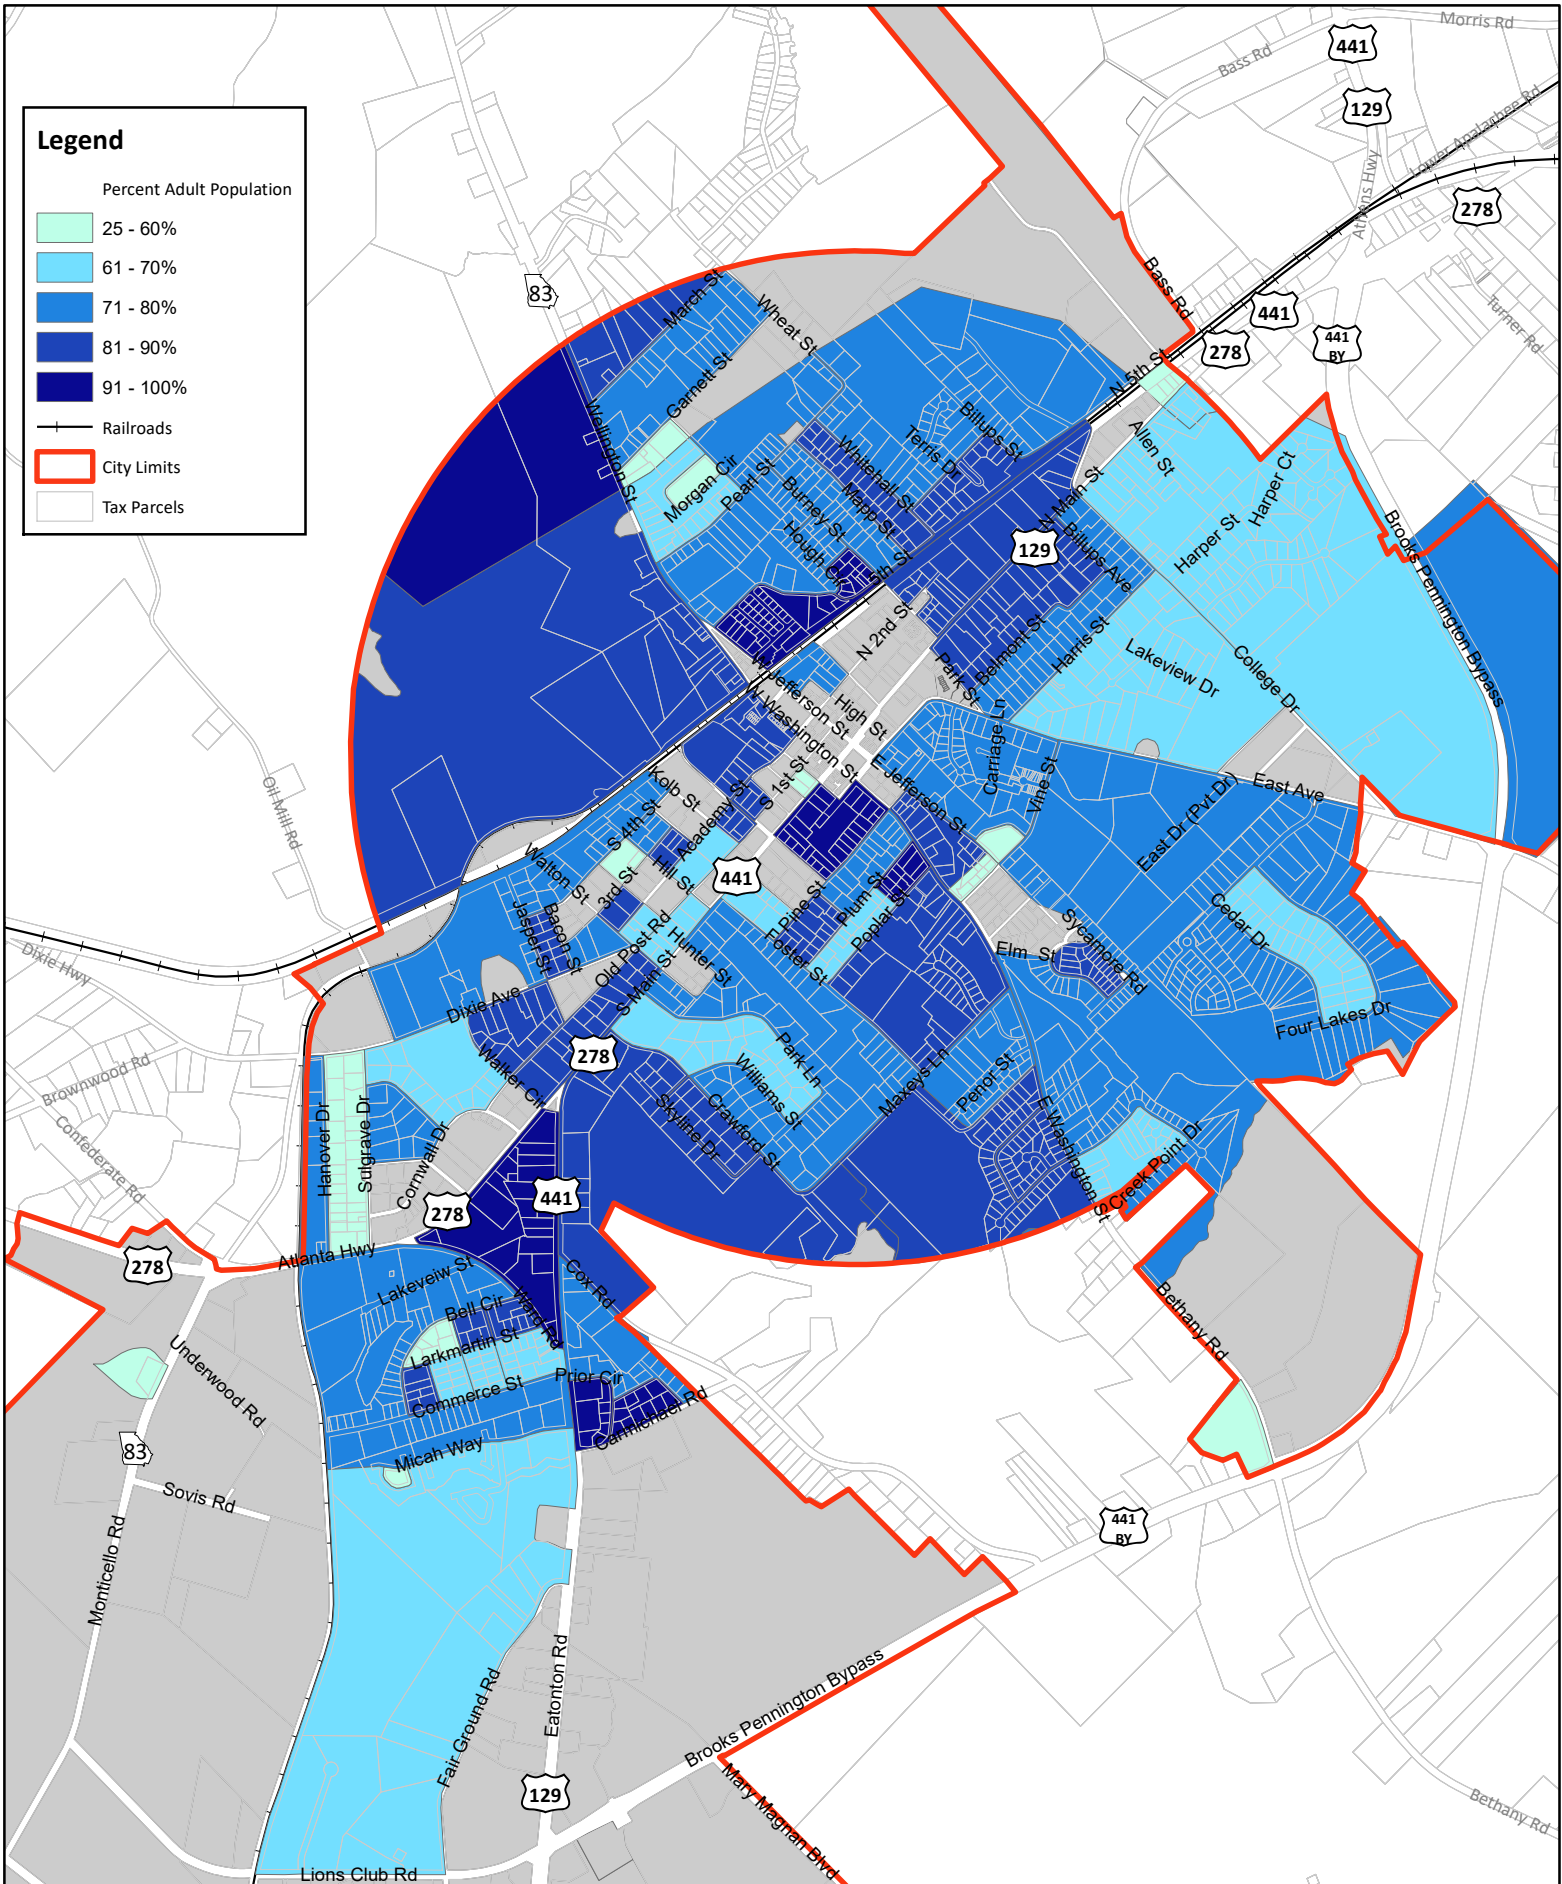 Legend
Percent Adult Population
25 - 60%
61 - 70%
71 - 80%
81 - 90%
91 - 100%
Railroads
City Limits
Tax Parcels
Morris Rd
441
Bass Rd
129
Lower Apalachee Rd
Athens Hwy
278
83
Bass Rd
441
278
441
BY
Turner Rd
March St
Wheat St
N 5th St
Garnett St
Wellington St
Billups St
Terris Dr
Allen St
Morgan Cir
Pearl St
Whitehall St
Mapp St
Burney St
Hough Cir
5th St
N Main St
129
Billups Ave
Harper Ct
Harper St
Brooks Pennington Bypass
N 2nd St
Park St
Belmont St
Harris St
Lakeview Dr
College Dr
W Jefferson St
W Washington St
High St
Carriage Ln
Vine St
E Jefferson St
East Dr (Pvt Dr)
East Ave
Kolb St
S 1st St
Academy St
S 4th St
Oil Mill Rd
Walton St
3rd St
Hill St
441
Plum St
Pine St
Poplar St
Foster St
Cedar Dr
Jasper St
Bacon St
Old Post Rd
Hunter St
Elm St
Sycamore Rd
Dixie Hwy
Dixie Ave
S Main St
Four Lakes Dr
Walker Cir
278
Park Ln
Williams St
Maxeys Ln
Penor St
Brownwood Rd
Confederate Rd
Hanover Dr
Sulgrave Dr
Cornwall Dr
Skyline Dr
Crawford St
E Washington St
S Creek Point Dr
278
441
278
Atlanta Hwy
Lakeveiw St
Cox Rd
Bell Cir
Ward Rd
Larkmartin St
Bethany Rd
Underwood Rd
Prior Cir
Commerce St
Carmichael Rd
Micah Way
83
Sovis Rd
441
BY
Monticello Rd
Fair Ground Rd
Eatonton Rd
Brooks Pennington Bypass
129
Mary Magnan Blvd
Bethany Rd
Lions Club Rd